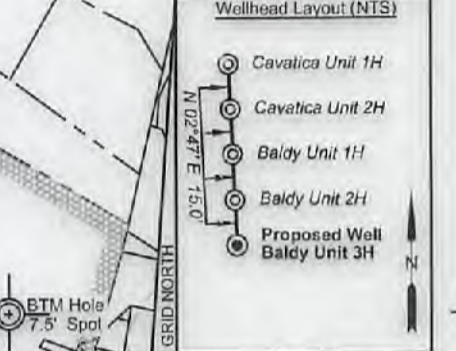 Wellhead Layout (NTS)
Cavatica Unit 1H
Cavatica Unit 2H
Baldy Unit 1H
Baldy Unit 2H
Proposed Well
Baldy Unit 3H
N 02°47' E 15.0'
N
GRID NORTH
BTM Hole
7.5' Spot